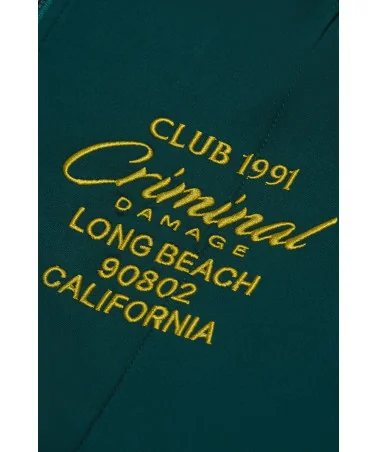 CLUB 1991
Criminal
DAMAGE
LONG BEACH
90802
CALIFORNIA